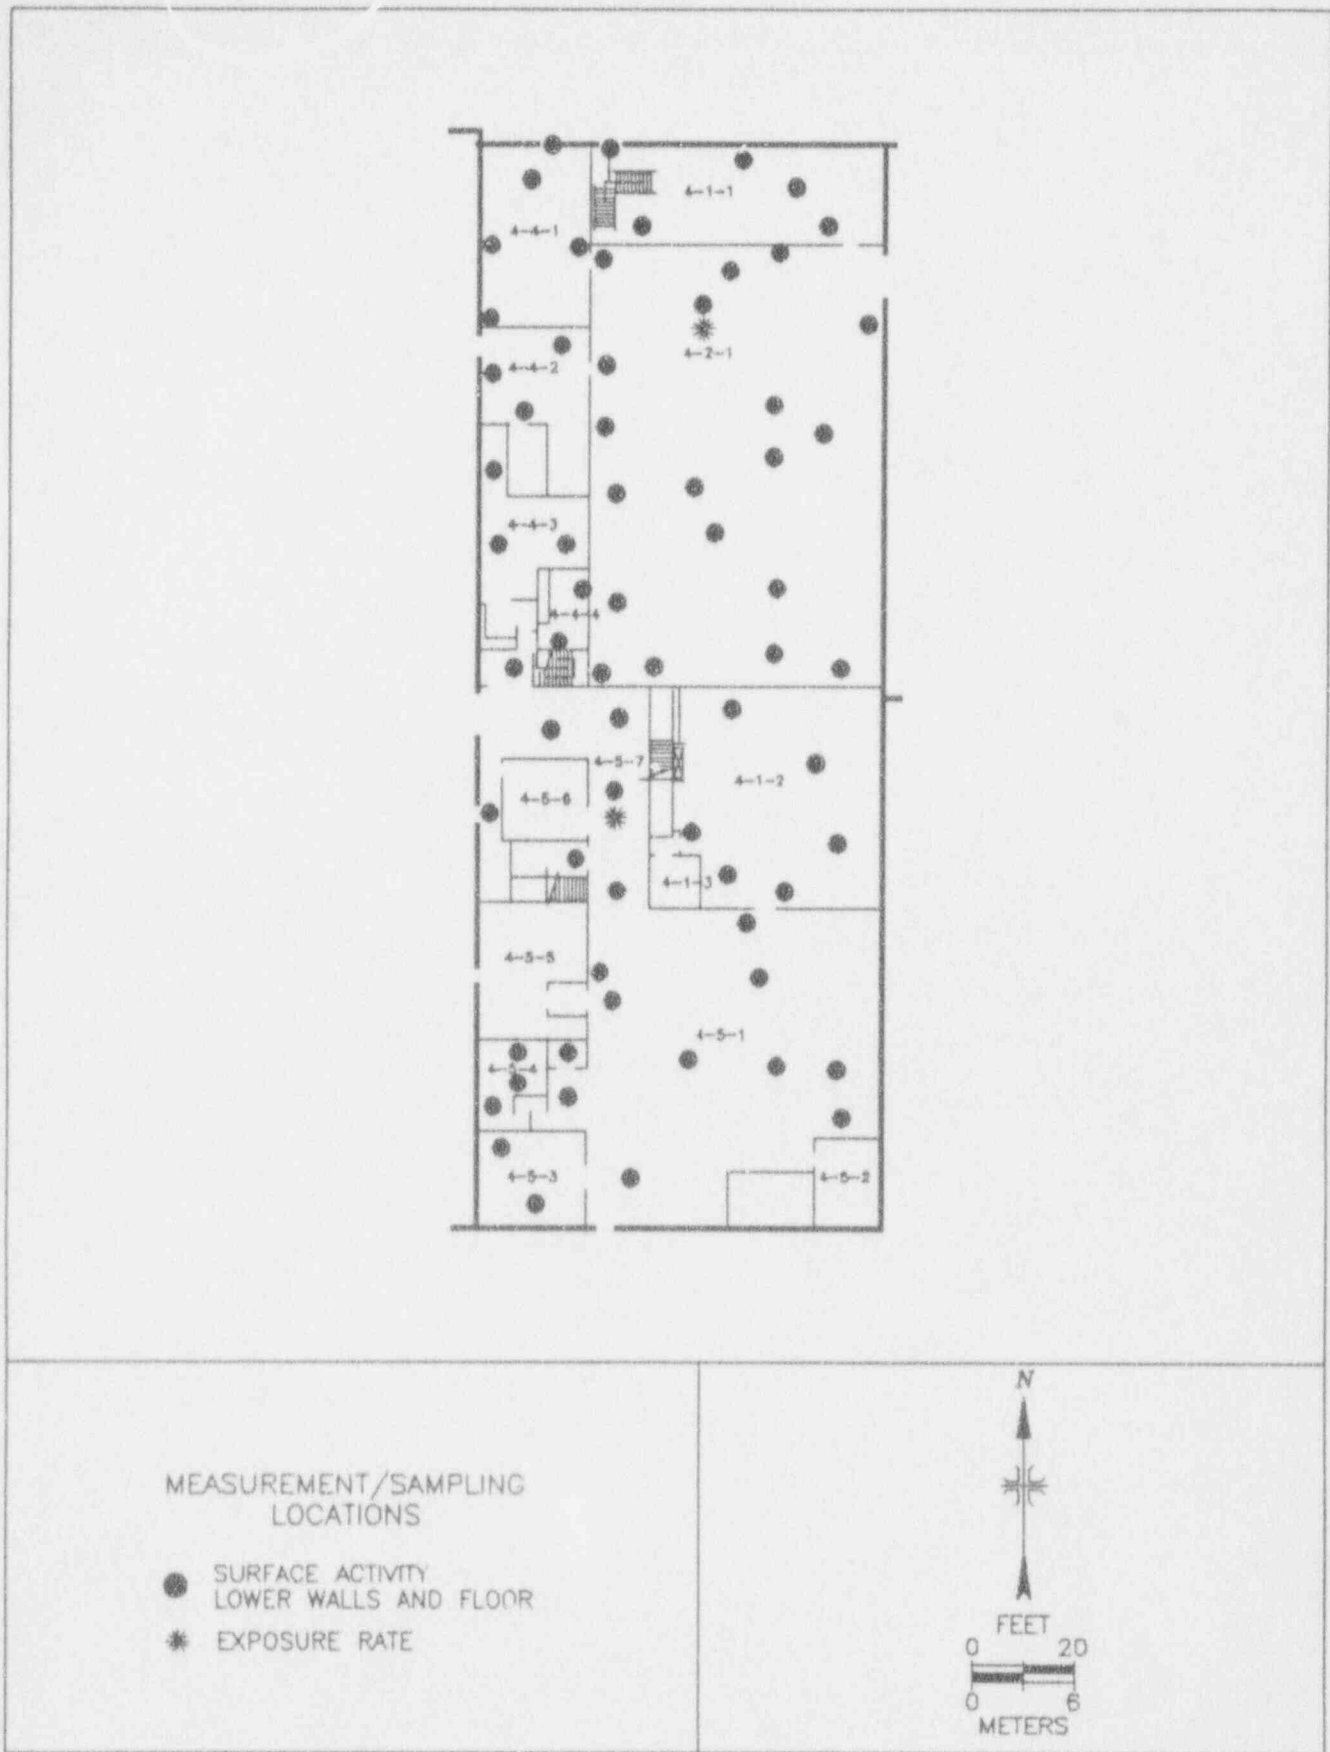 4-1-1
4-4-1
4-2-1
4-4-2
4-4-3
4-4-4
4-5-7
4-1-2
4-5-6
4-1-3
4-5-5
4-5-1
4-5-4
4-5-3
4-5-2
MEASUREMENT/SAMPLING
LOCATIONS
SURFACE ACTIVITY
LOWER WALLS AND FLOOR
EXPOSURE RATE
N
FEET
0 20
0 6
METERS